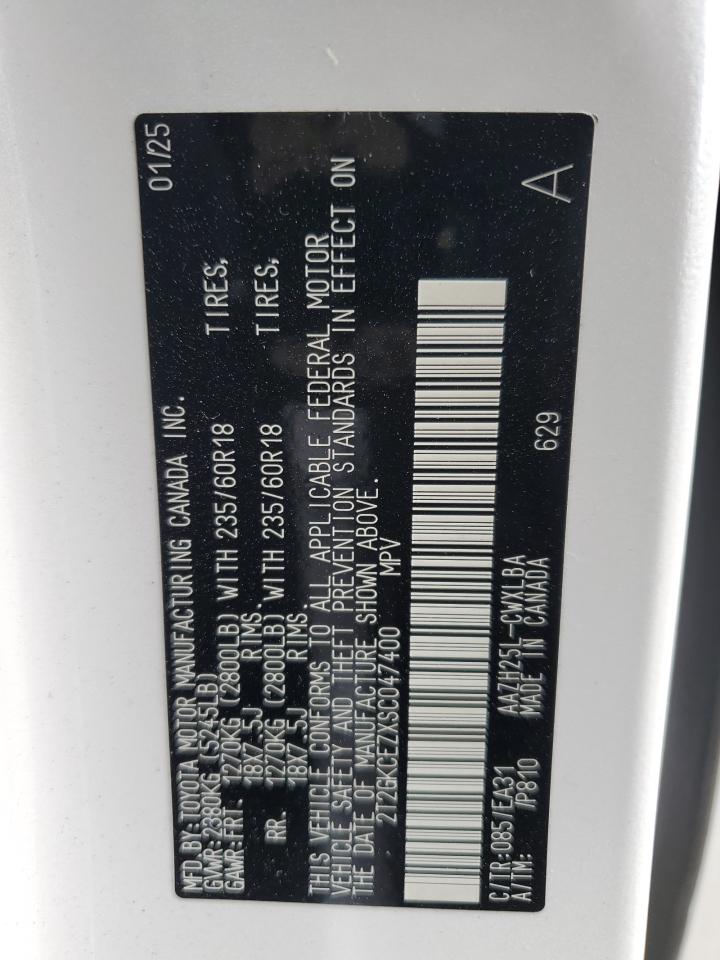 MFD.BY:TOYOTA MOTOR MANUFACTURING CANADA INC. 01/25
GVWR:2380KG (5245LB)
GAWR:FRT. 1270KG (2800LB) WITH 235/60R18 TIRES,
18X7.5J RIMS.
RR. 1270KG (2800LB) WITH 235/60R18 TIRES,
18X7.5J RIMS.
THIS VEHICLE CONFORMS TO ALL APPLICABLE FEDERAL MOTOR
VEHICLE SAFETY AND THEFT PREVENTION STANDARDS IN EFFECT ON
THE DATE OF MANUFACTURE SHOWN ABOVE.
2T2GKCEZXSC047400 MPV
C/TR:085/EA31 AAZH25L-CWXLBA
A/TM: /P810 MADE IN CANADA 629 A